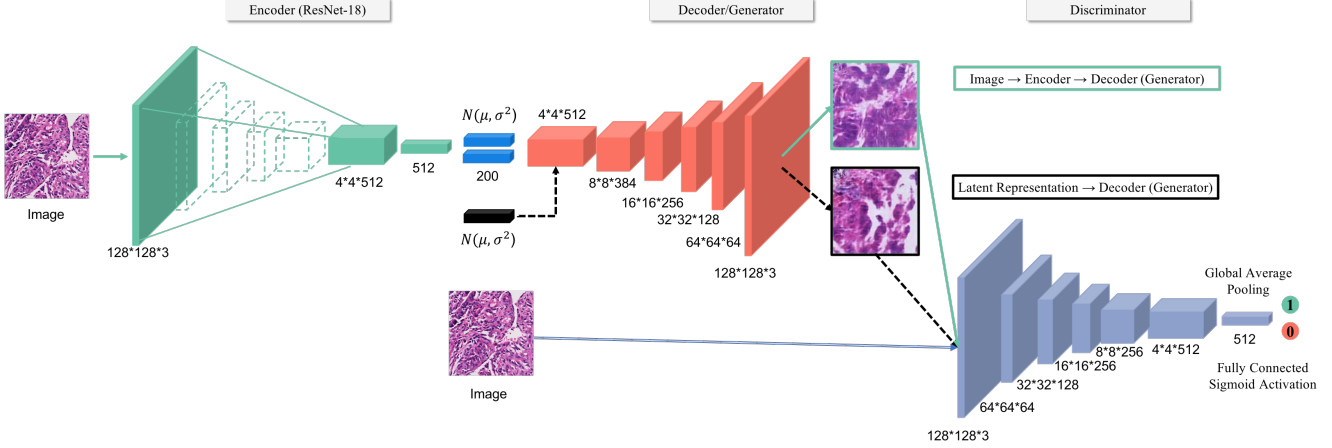 Encoder (ResNet-18)
Decoder/Generator
Discriminator
Image
128*128*3
4*4*512
512
N(μ, σ²)
200
N(μ, σ²)
4*4*512
8*8*384
16*16*256
32*32*128
64*64*64
128*128*3
Image → Encoder → Decoder (Generator)
Latent Representation → Decoder (Generator)
Image
128*128*3
64*64*64
32*32*128
16*16*256
8*8*256
4*4*512
512
Global Average
Pooling
1
0
Fully Connected
Sigmoid Activation